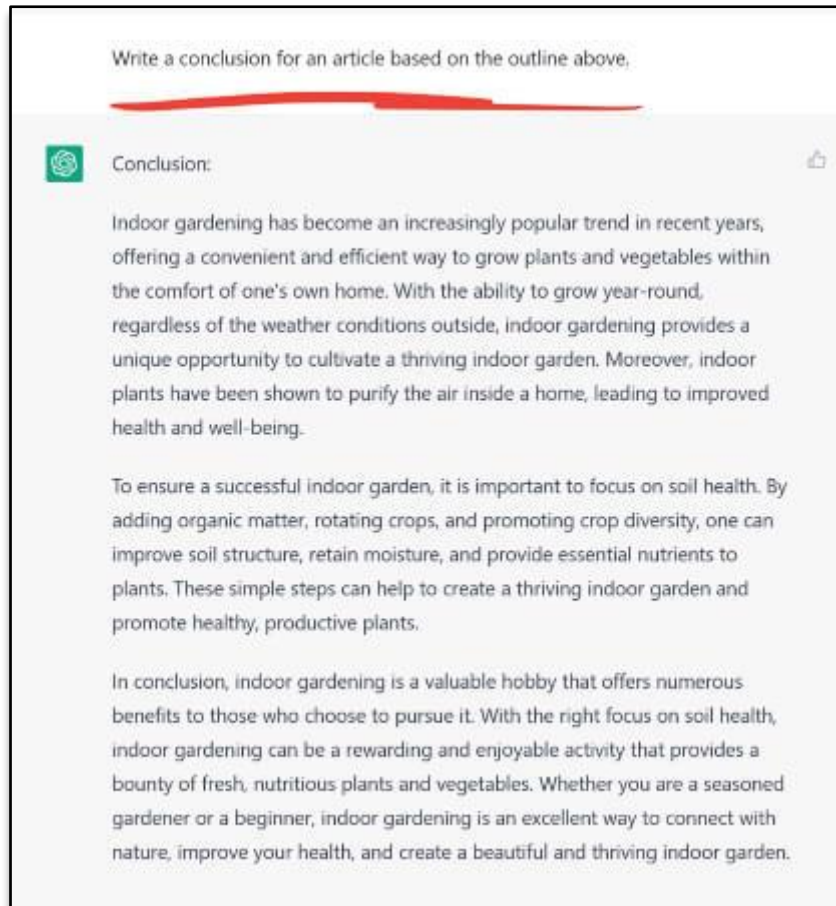 Write a conclusion for an article based on the outline above.
Conclusion:
Indoor gardening has become an increasingly popular trend in recent years,
offering a convenient and efficient way to grow plants and vegetables within
the comfort of one's own home. With the ability to grow year-round,
regardless of the weather conditions outside, indoor gardening provides a
unique opportunity to cultivate a thriving indoor garden. Moreover, indoor
plants have been shown to purify the air inside a home, leading to improved
health and well-being.
To ensure a successful indoor garden, it is important to focus on soil health. By
adding organic matter, rotating crops, and promoting crop diversity, one can
improve soil structure, retain moisture, and provide essential nutrients to
plants. These simple steps can help to create a thriving indoor garden and
promote healthy, productive plants.
In conclusion, indoor gardening is a valuable hobby that offers numerous
benefits to those who choose to pursue it. With the right focus on soil health,
indoor gardening can be a rewarding and enjoyable activity that provides a
bounty of fresh, nutritious plants and vegetables. Whether you are a seasoned
gardener or a beginner, indoor gardening is an excellent way to connect with
nature, improve your health, and create a beautiful and thriving indoor garden.